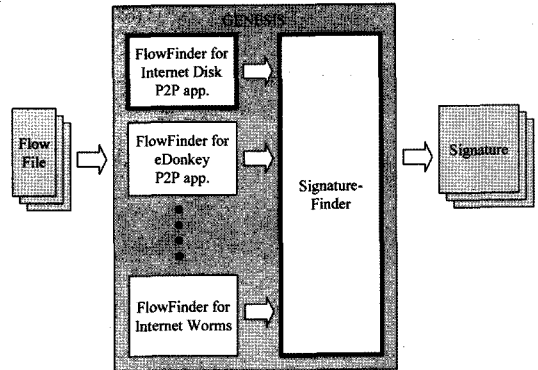 GENESIS
FlowFinder for
Internet Disk
P2P app.
Flow
File
FlowFinder for
eDonkey
P2P app.
Signature-
Finder
Signature
FlowFinder for
Internet Worms